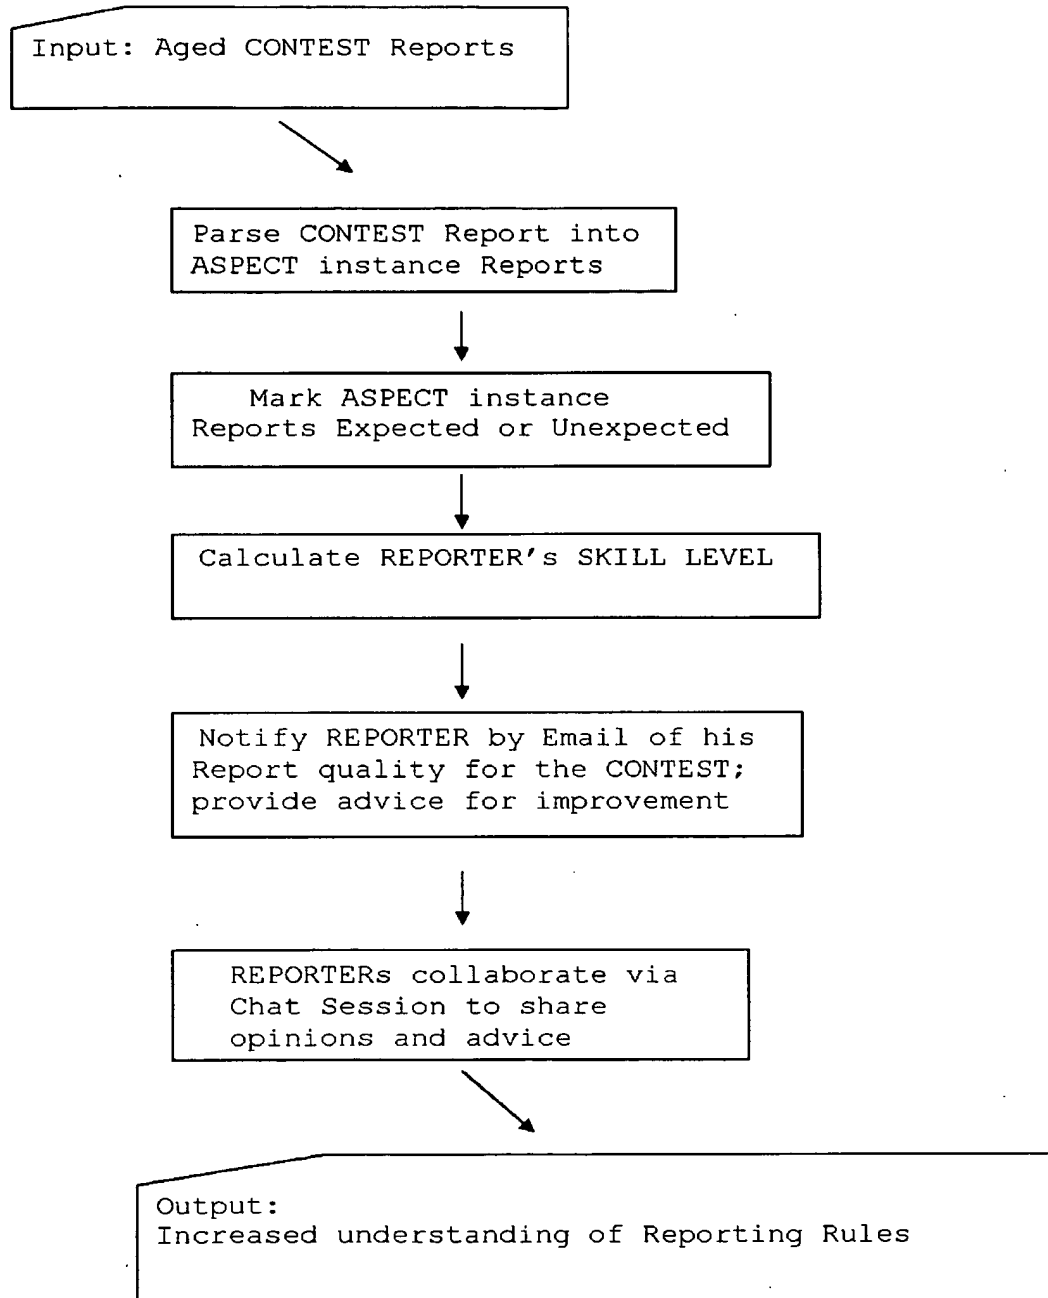 Input: Aged CONTEST Reports
Parse CONTEST Report into
ASPECT instance Reports
Mark ASPECT instance
Reports Expected or Unexpected
Calculate REPORTER's SKILL LEVEL
Notify REPORTER by Email of his
Report quality for the CONTEST;
provide advice for improvement
REPORTERs collaborate via
Chat Session to share
opinions and advice
Output:
Increased understanding of Reporting Rules